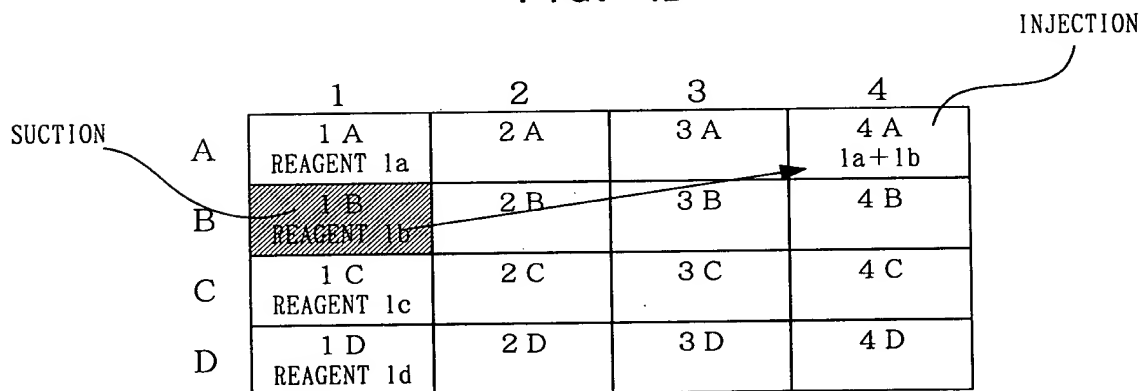 INJECTION
1 2 3 4
SUCTION
A
1 A 2 A 3 A 4 A
REAGENT 1a 1a+1b
B
1 B 2 B 3 B 4 B
REAGENT 1b
C
1 C 2 C 3 C 4 C
REAGENT 1c
D
1 D 2 D 3 D 4 D
REAGENT 1d